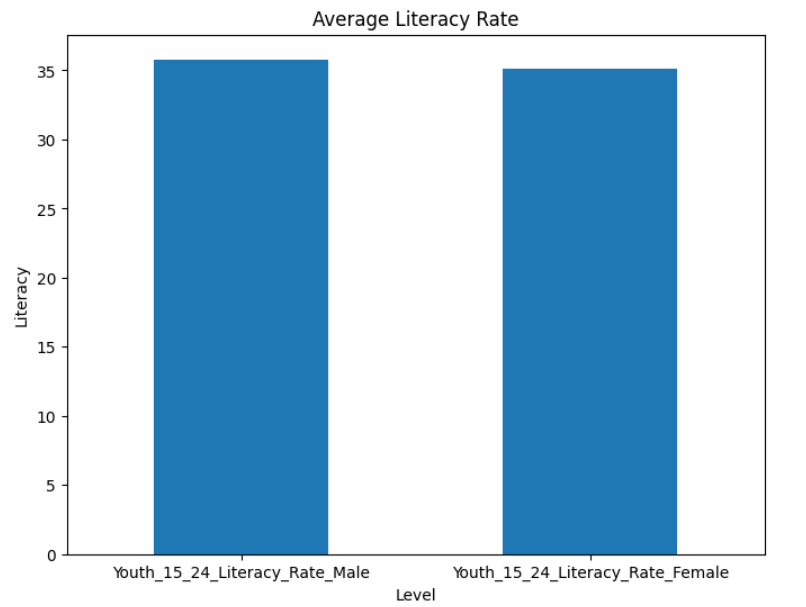 Average Literacy Rate
Literacy
35
30
25
20
15
10
5
0
Youth_15_24_Literacy_Rate_Male
Youth_15_24_Literacy_Rate_Female
Level